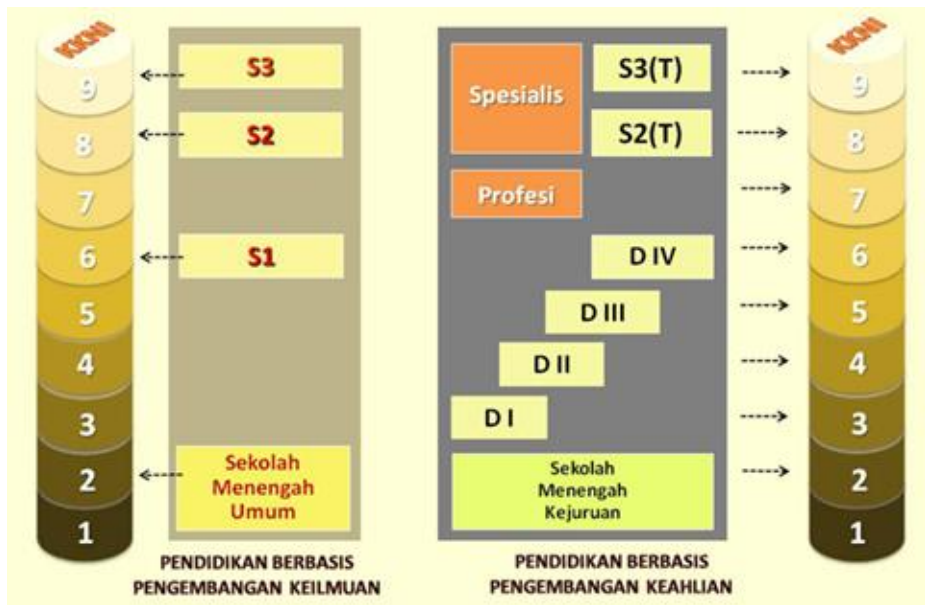 KKNI
9
8
7
6
5
4
3
2
1
S3
S2
S1
Sekolah
Menengah
Umum
PENDIDIKAN BERBASIS
PENGEMBANGAN KEILMUAN
Spesialis
S3(T)
S2(T)
Profesi
D IV
D III
D II
D I
Sekolah
Menengah
Kejuruan
PENDIDIKAN BERBASIS
PENGEMBANGAN KEAHLIAN
KKNI
9
8
7
6
5
4
3
2
1